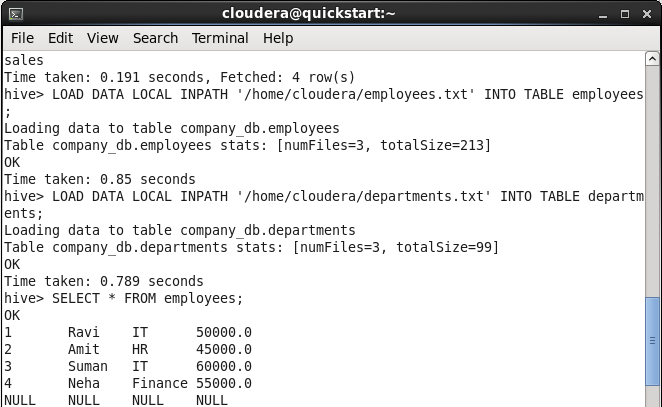 cloudera@quickstart:~
File Edit View Search Terminal Help
sales
Time taken: 0.191 seconds, Fetched: 4 row(s)
hive> LOAD DATA LOCAL INPATH '/home/cloudera/employees.txt' INTO TABLE employees
;
Loading data to table company_db.employees
Table company_db.employees stats: [numFiles=3, totalSize=213]
OK
Time taken: 0.85 seconds
hive> LOAD DATA LOCAL INPATH '/home/cloudera/departments.txt' INTO TABLE departm
ents;
Loading data to table company_db.departments
Table company_db.departments stats: [numFiles=3, totalSize=99]
OK
Time taken: 0.789 seconds
hive> SELECT * FROM employees;
OK
1	Ravi	IT	50000.0
2	Amit	HR	45000.0
3	Suman	IT	60000.0
4	Neha	Finance	55000.0
NULL	NULL	NULL	NULL